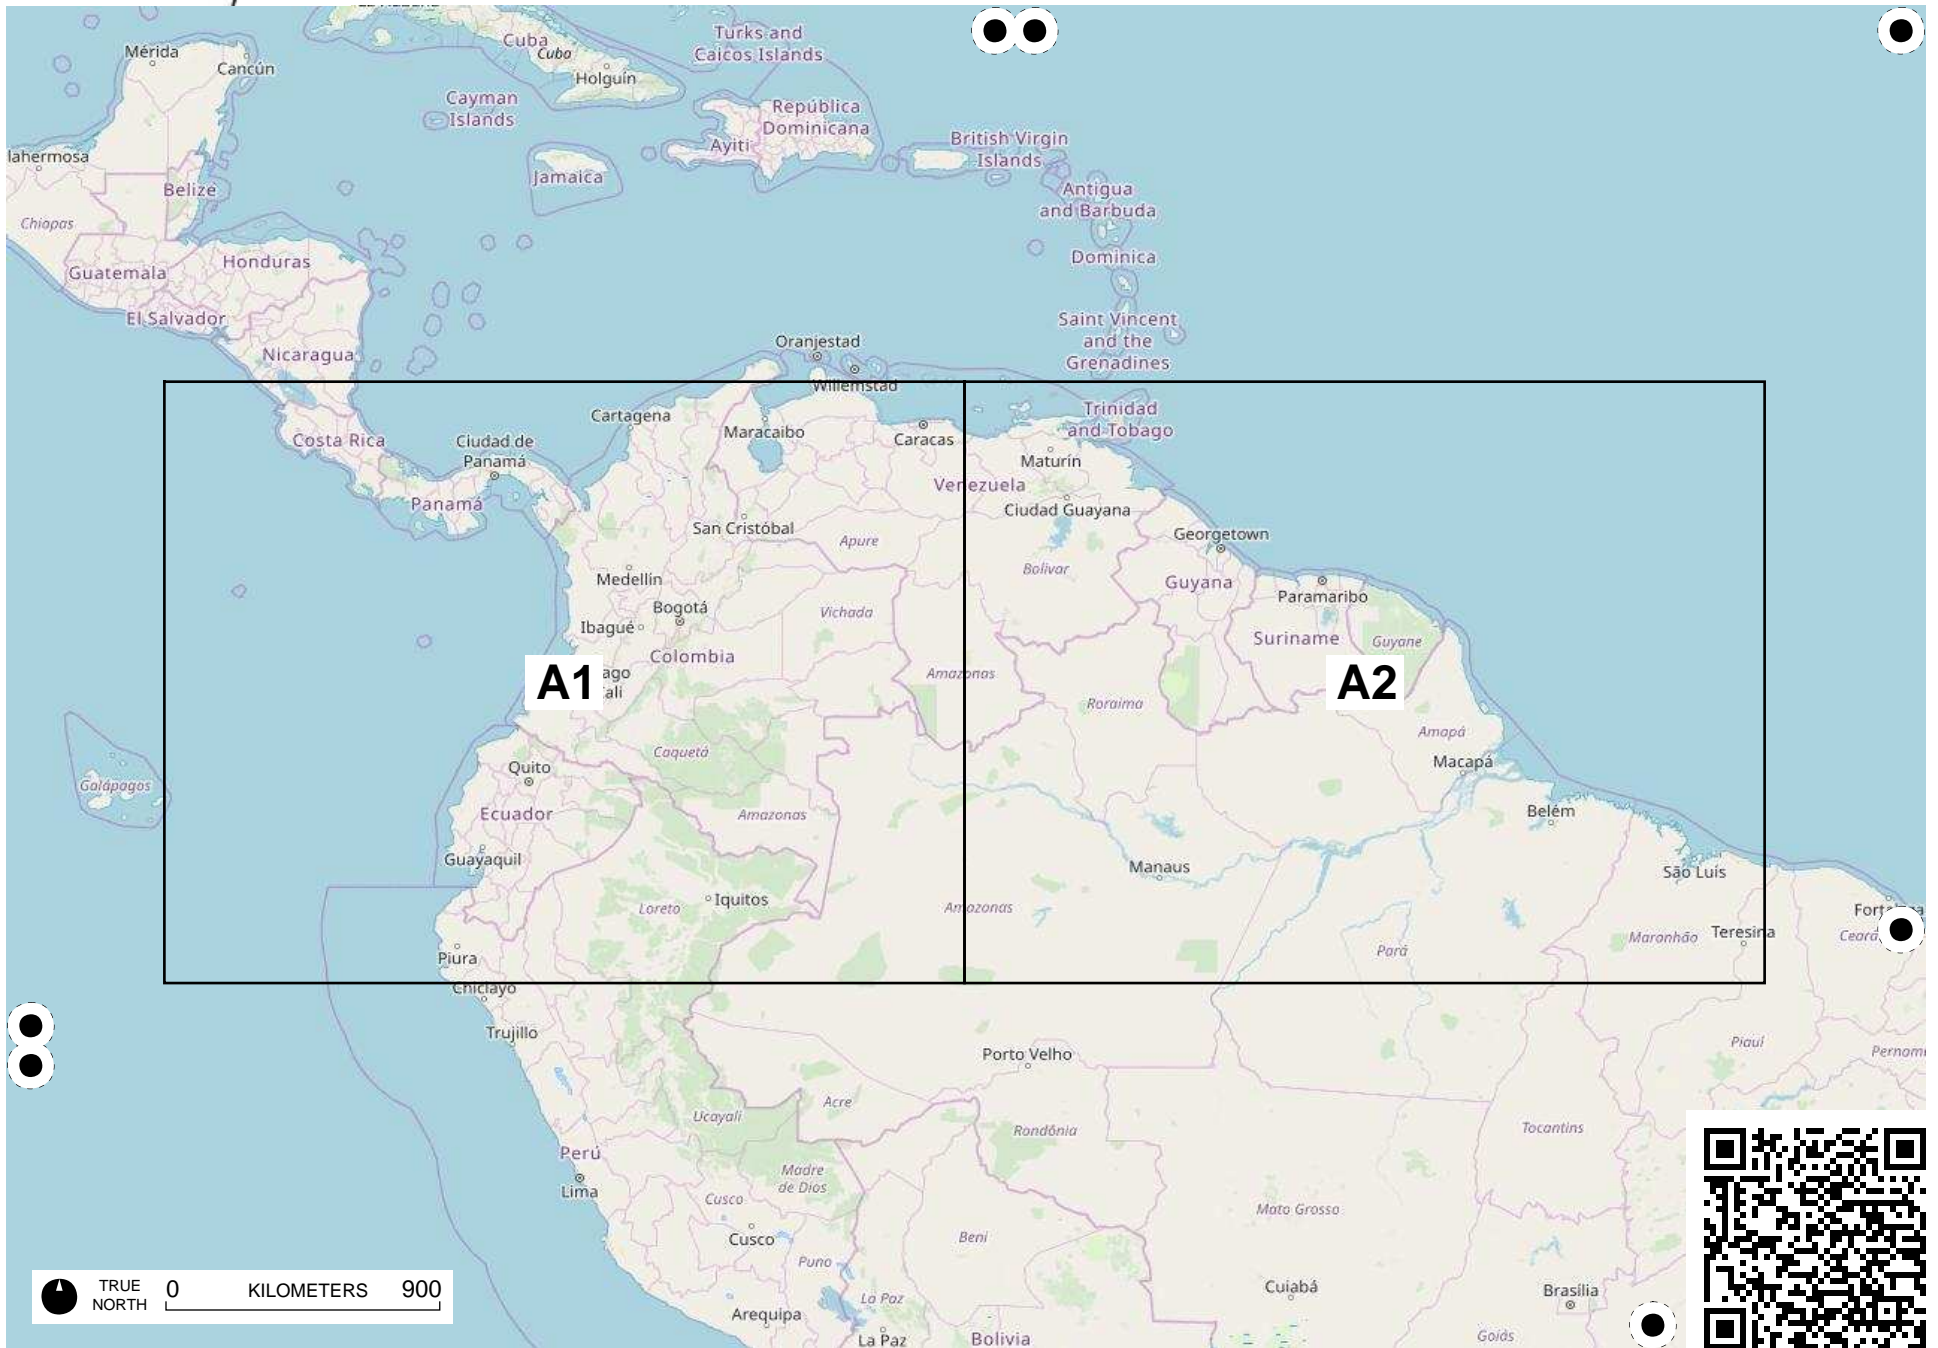 Mérida
Cancún
Cuba
Cuba
Holguín
Turks and
Caicos Islands
Cayman
Islands
República
Dominicana
Ayiti
British Virgin
Islands
Jamaica
lahermosa
Belize
Chiapas
Antigua
and Barbuda
Dominica
Guatemala
Honduras
El Salvador
Nicaragua
Saint Vincent
and the
Grenadines
Oranjestad
Willemstad
Trinidad
and Tobago
Cartagena
Maracaibo
Caracas
Costa Rica
Ciudad de
Panamá
Panamá
Maturín
Venezuela
Ciudad Guayana
San Cristóbal
Apure
Bolívar
Georgetown
Guyana
Medellín
Bogotá
Ibagué
Vichada
Paramaribo
Suriname
Guyane
Colombia
A1
ago
ali
Amazonas
A2
Roraima
Caquetá
Amapá
Macapá
Quito
Galápagos
Ecuador
Amazonas
Belém
Guayaquil
Manaus
São Luís
Loreto
Iquitos
Amazonas
Fort
za
Maranhão
Teresina
Ceará
Pará
Piura
Chiclayo
Trujillo
Porto Velho
Piauí
Pernam
Ucayali
Acre
Rondônia
Tocantins
Perú
Lima
Madre
de Dios
Cusco
Mato Grosso
Cusco
Beni
Puno
La Paz
Cuiabá
Brasília
Arequipa
La Paz
Bolivia
Goiás
TRUE
NORTH
0 KILOMETERS 900